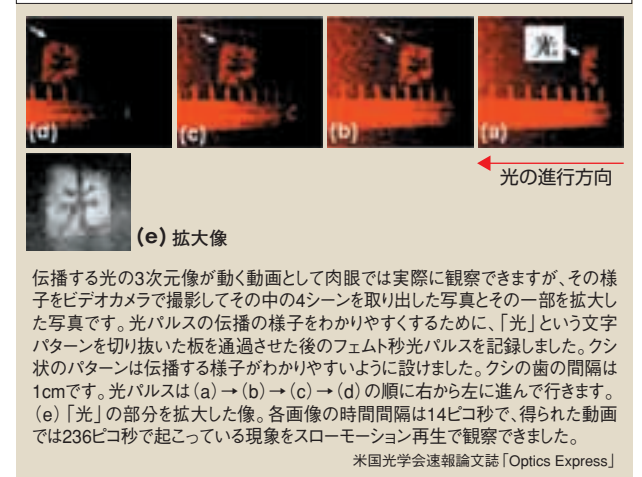 (d) (c) (b) (a) 光
光の進行方向
(e) 拡大像
伝播する光の3次元像が動く動画として肉眼では実際に観察できますが、その様
子をビデオカメラで撮影してその中の4シーンを取り出した写真とその一部を拡大し
た写真です。光パルスの伝播の様子をわかりやすくするために、「光」という文字
パターンを切り抜いた板を通過させた後のフェムト秒光パルスを記録しました。クシ
状のパターンは伝播する様子がわかりやすいように設けました。クシの歯の間隔は
1cmです。光パルスは(a)→(b)→(c)→(d)の順に右から左に進んで行きます。
(e)「光」の部分を拡大した像。各画像の時間間隔は14ピコ秒で、得られた動画
では236ピコ秒で起こっている現象をスローモーション再生で観察できました。
米国光学会速報論文誌「Optics Express」